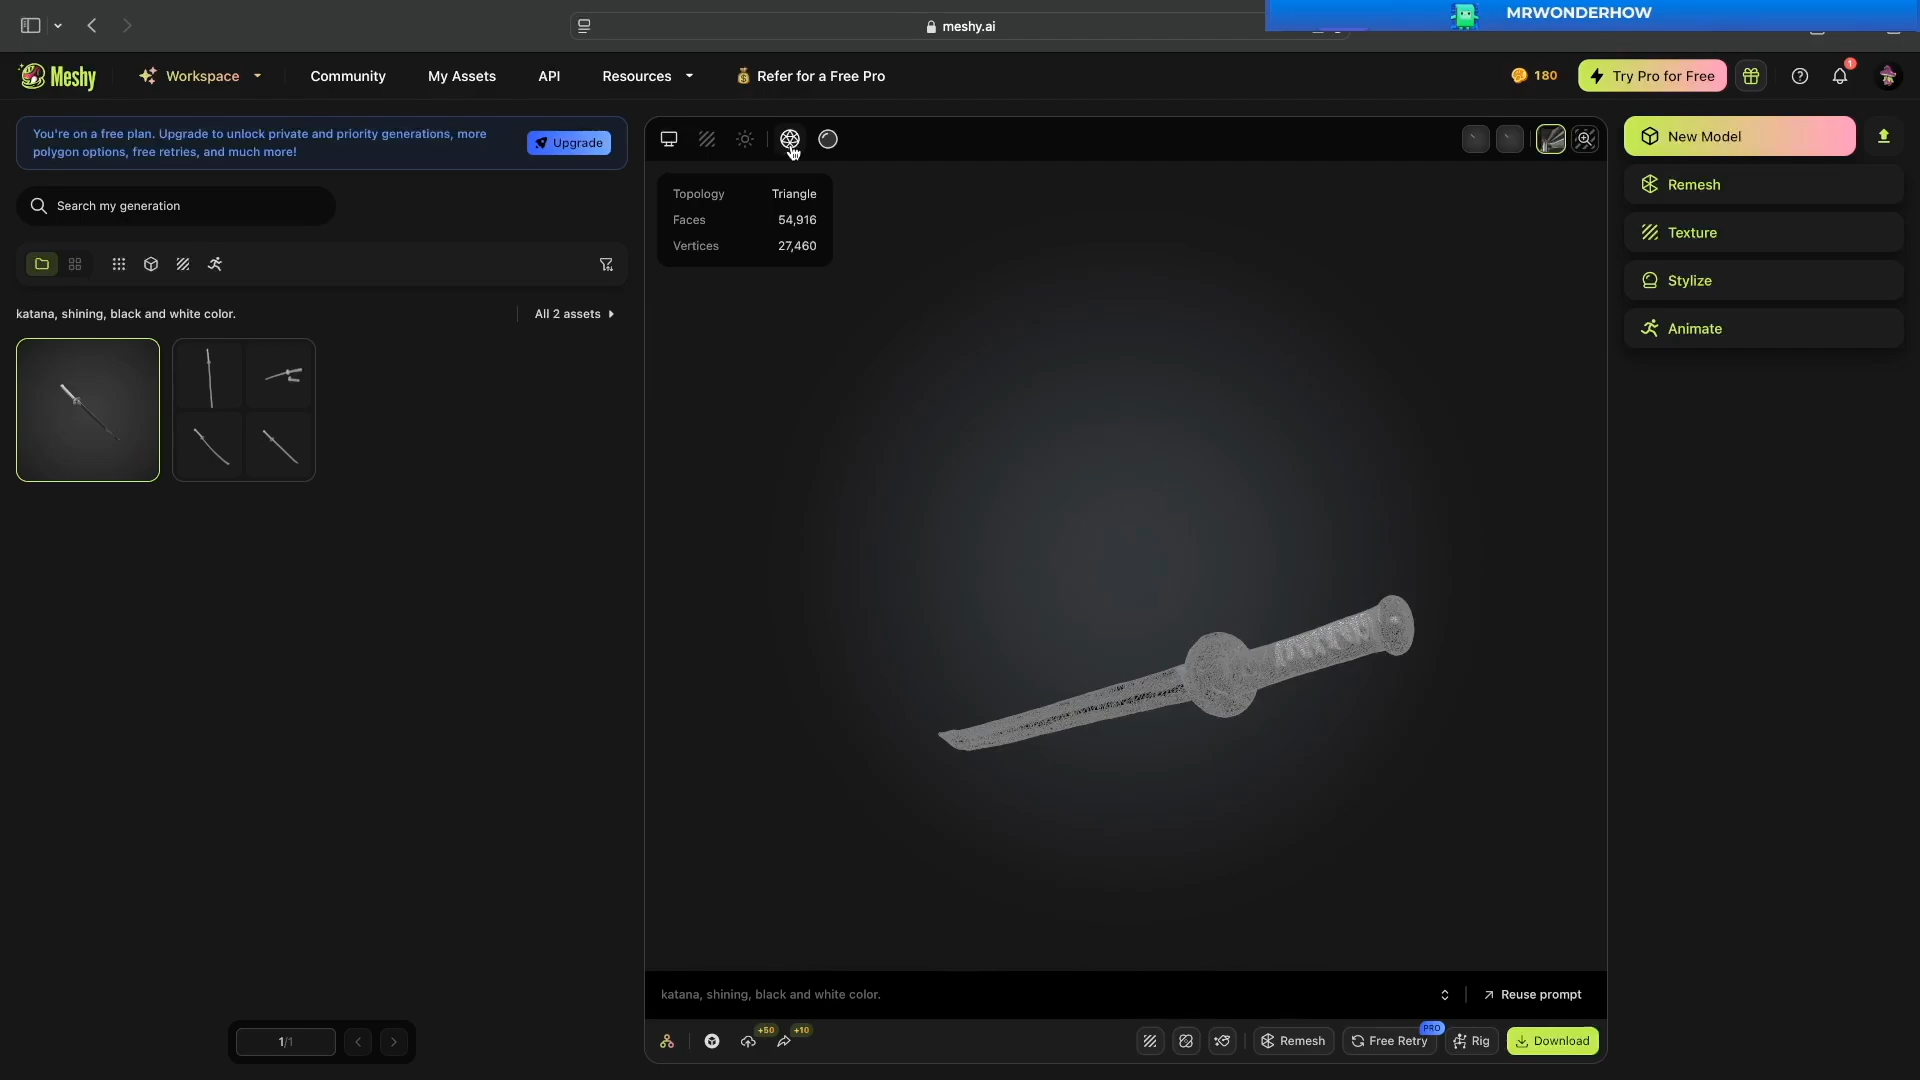 meshy.ai
MRWONDERHOW
Meshy
Workspace
Community
My Assets
API
Resources
Refer for a Free Pro
180
Try Pro for Free
1
You're on a free plan. Upgrade to unlock private and priority generations, more
polygon options, free retries, and much more!
Upgrade
Search my generation
katana, shining, black and white color.
All 2 assets
1/1
Topology Triangle
Faces 54,916
Vertices 27,460
New Model
Remesh
Texture
Stylize
Animate
katana, shining, black and white color.
Reuse prompt
+50
+10
Remesh
PRO
Free Retry
Rig
Download